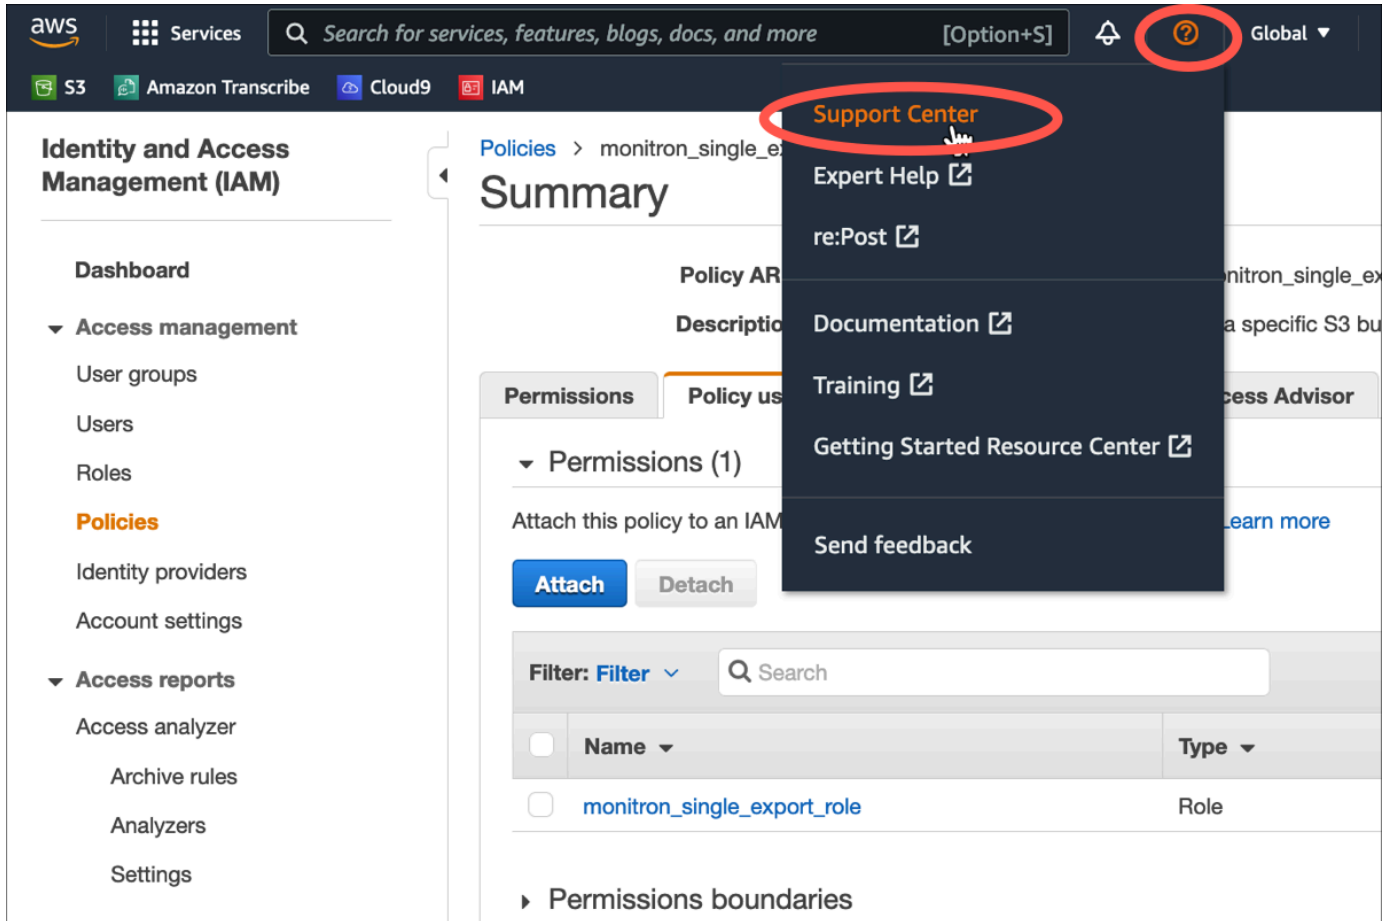 aws
Services
Search for services, features, blogs, docs, and more
[Option+S]
Global
S3
Amazon Transcribe
Cloud9
IAM
Identity and Access
Management (IAM)
Dashboard
Access management
User groups
Users
Roles
Policies
Identity providers
Account settings
Access reports
Access analyzer
Archive rules
Analyzers
Settings
Policies > monitron_single_e
Summary
Policy AR
onitron_single_ex
Descriptio
a specific S3 bu
Permissions
Policy us
cess Advisor
Permissions (1)
Attach this policy to an IAM
Learn more
Attach
Detach
Filter: Filter
Search
Name
Type
monitron_single_export_role
Role
Permissions boundaries
Support Center
Expert Help
re:Post
Documentation
Training
Getting Started Resource Center
Send feedback